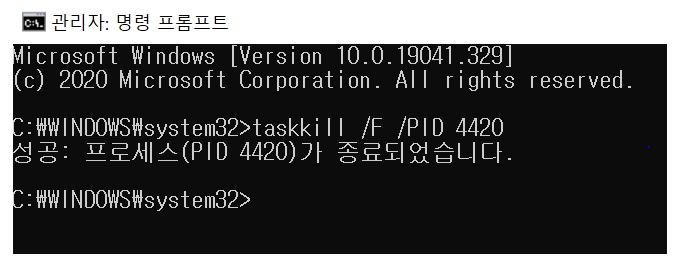 관리자: 명령 프롬프트
Microsoft Windows [Version 10.0.19041.329]
(c) 2020 Microsoft Corporation. All rights reserved.
C:₩WINDOWS₩system32>taskkill /F /PID 4420
성공: 프로세스(PID 4420)가 종료되었습니다.
C:₩WINDOWS₩system32>